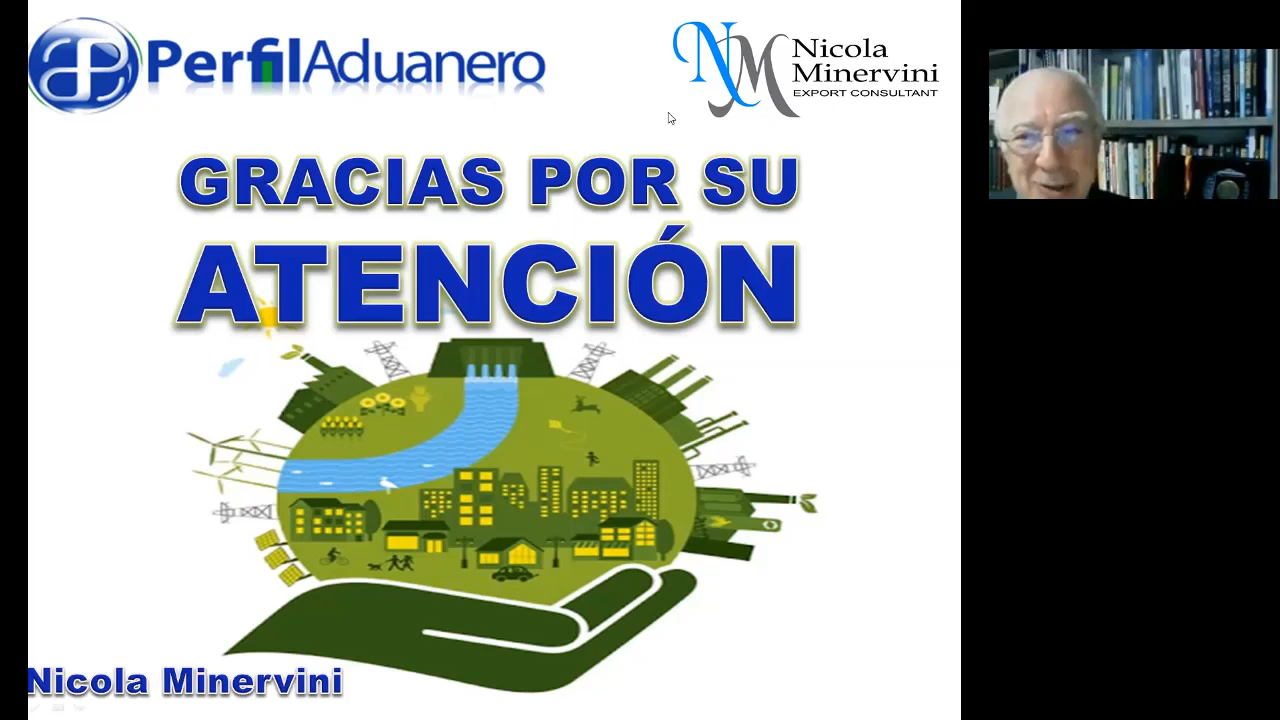 PerfilAduanero
Nicola
Minervini
EXPORT CONSULTANT
GRACIAS POR SU
ATENCIÓN
Nicola Minervini